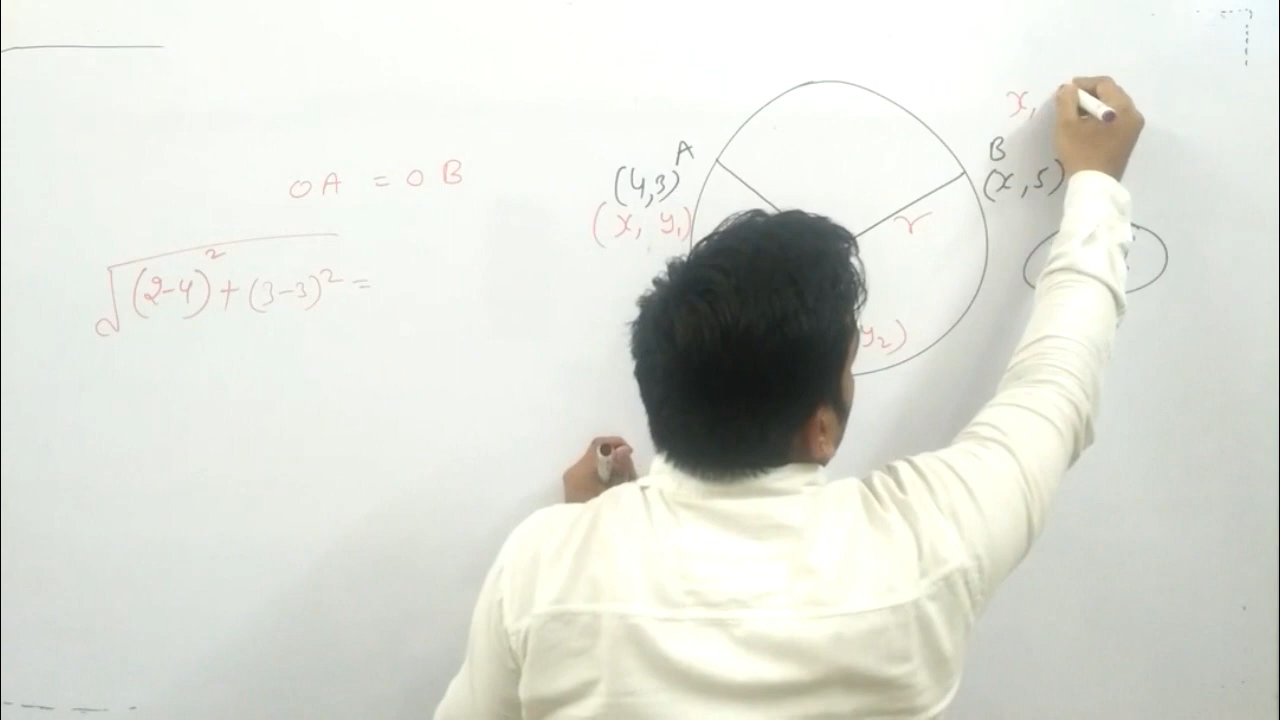 OA = OB
√(2-4)² + (3-3)² =
A
(4,3)
(x, y₁)
r
y₂)
x,
B
(x, 5)